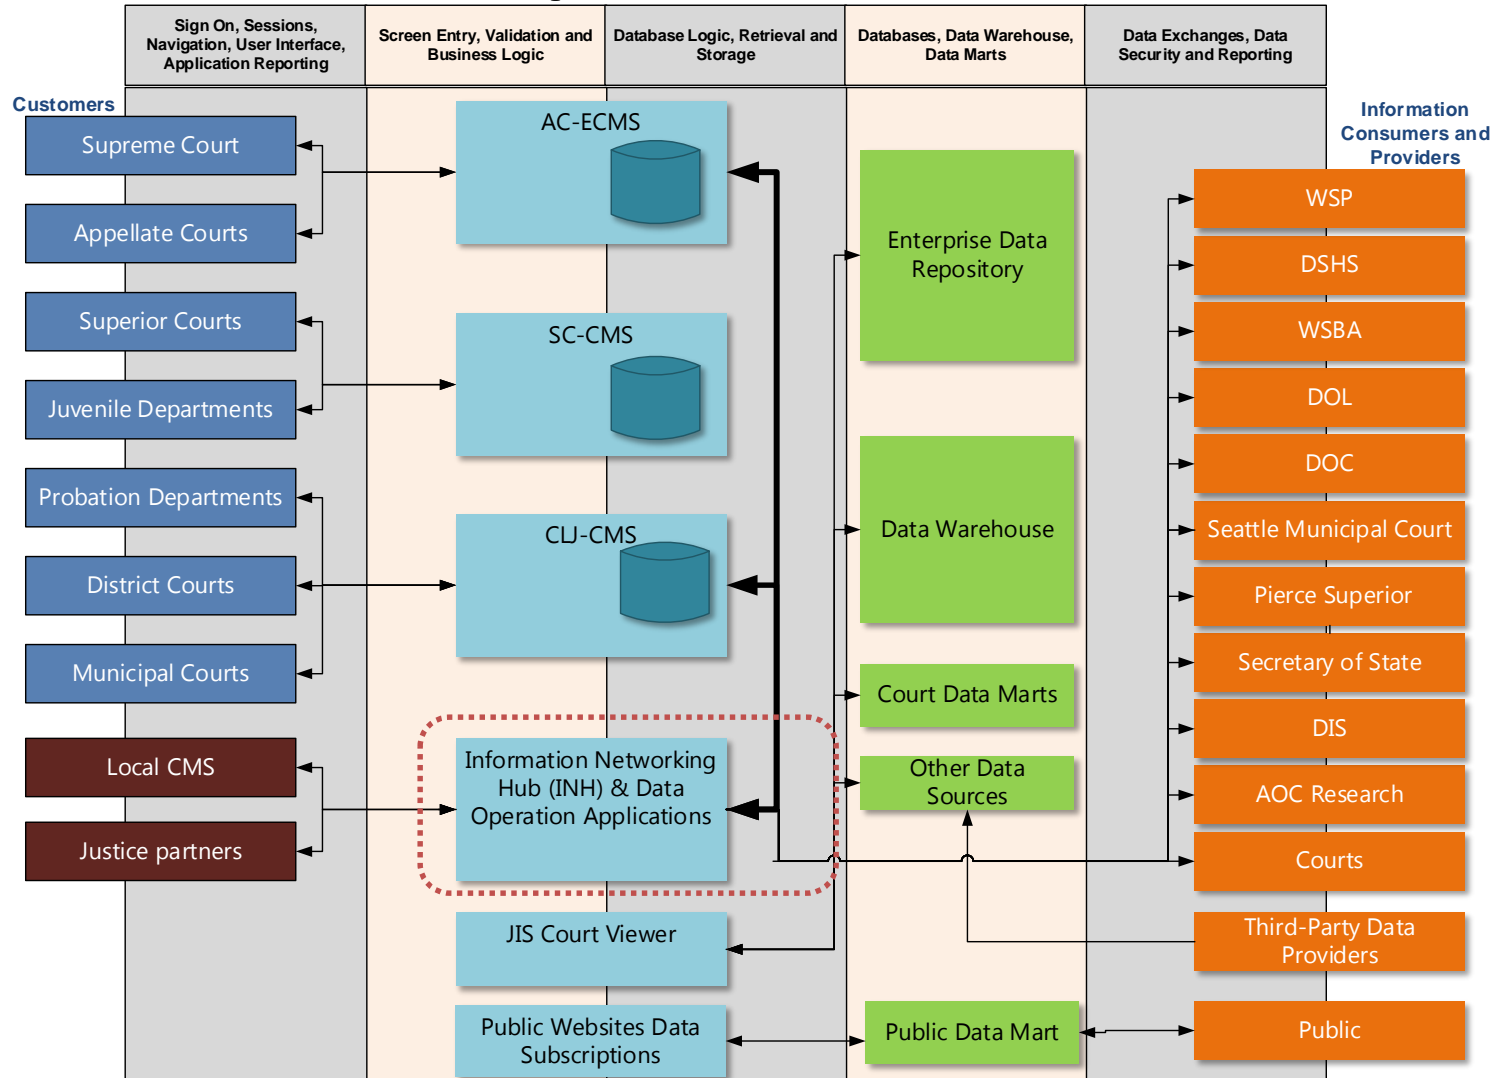 Sign On, Sessions,
Navigation, User Interface,
Application Reporting
Screen Entry, Validation and
Business Logic
Database Logic, Retrieval and
Storage
Databases, Data Warehouse,
Data Marts
Data Exchanges, Data
Security and Reporting
Customers
Supreme Court
Appellate Courts
Superior Courts
Juvenile Departments
Probation Departments
District Courts
Municipal Courts
Local CMS
Justice partners
AC-ECMS
SC-CMS
CLJ-CMS
Information Networking
Hub (INH) & Data
Operation Applications
JIS Court Viewer
Public Websites Data
Subscriptions
Enterprise Data
Repository
Data Warehouse
Court Data Marts
Other Data
Sources
Public Data Mart
Information
Consumers and
Providers
WSP
DSHS
WSBA
DOL
DOC
Seattle Municipal Court
Pierce Superior
Secretary of State
DIS
AOC Research
Courts
Third-Party Data
Providers
Public